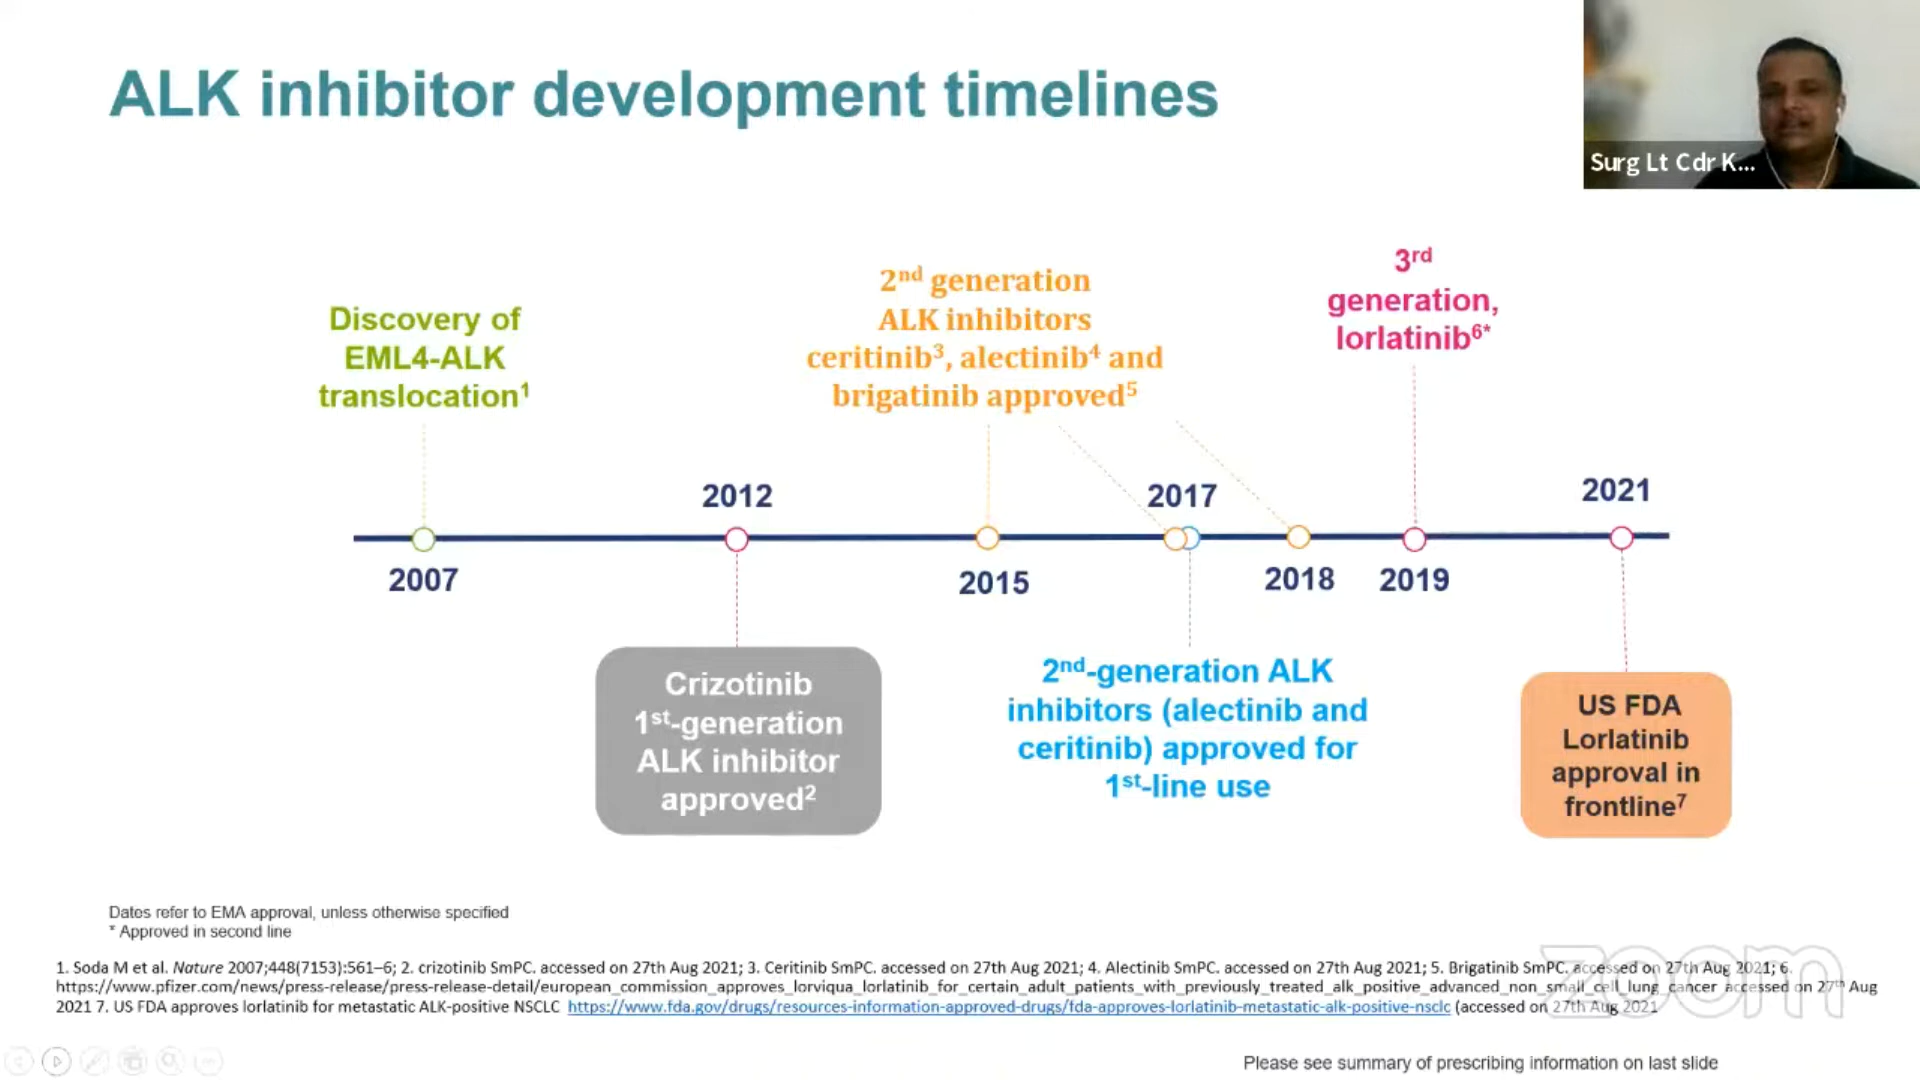 ALK inhibitor development timelines
Surg Lt Cdr K...
Discovery of
EML4-ALK
translocation¹
2nd generation
ALK inhibitors
ceritinib³, alectinib⁴ and
brigatinib approved⁵
3rd
generation,
lorlatinib⁶*
2012
2017
2021
2007
2015
2018
2019
Crizotinib
1st-generation
ALK inhibitor
approved²
2nd-generation ALK
inhibitors (alectinib and
ceritinib) approved for
1st-line use
US FDA
Lorlatinib
approval in
frontline⁷
Dates refer to EMA approval, unless otherwise specified
* Approved in second line
1. Soda M et al. Nature 2007;448(7153):561–6; 2. crizotinib SmPC. accessed on 27th Aug 2021; 3. Ceritinib SmPC. accessed on 27th Aug 2021; 4. Alectinib SmPC. accessed on 27th Aug 2021; 5. Brigatinib SmPC. accessed on 27th Aug 2021; 6.
https://www.pfizer.com/news/press-release/press-release-detail/european_commission_approves_lorviqua_lorlatinib_for_certain_adult_patients_with_previously_treated_alk_positive_advanced_non_small_cell_lung_cancer accessed on 27th Aug
2021 7. US FDA approves lorlatinib for metastatic ALK-positive NSCLC https://www.fda.gov/drugs/resources-information-approved-drugs/fda-approves-lorlatinib-metastatic-alk-positive-nsclc (accessed on 27th Aug 2021
zoom
Please see summary of prescribing information on last slide